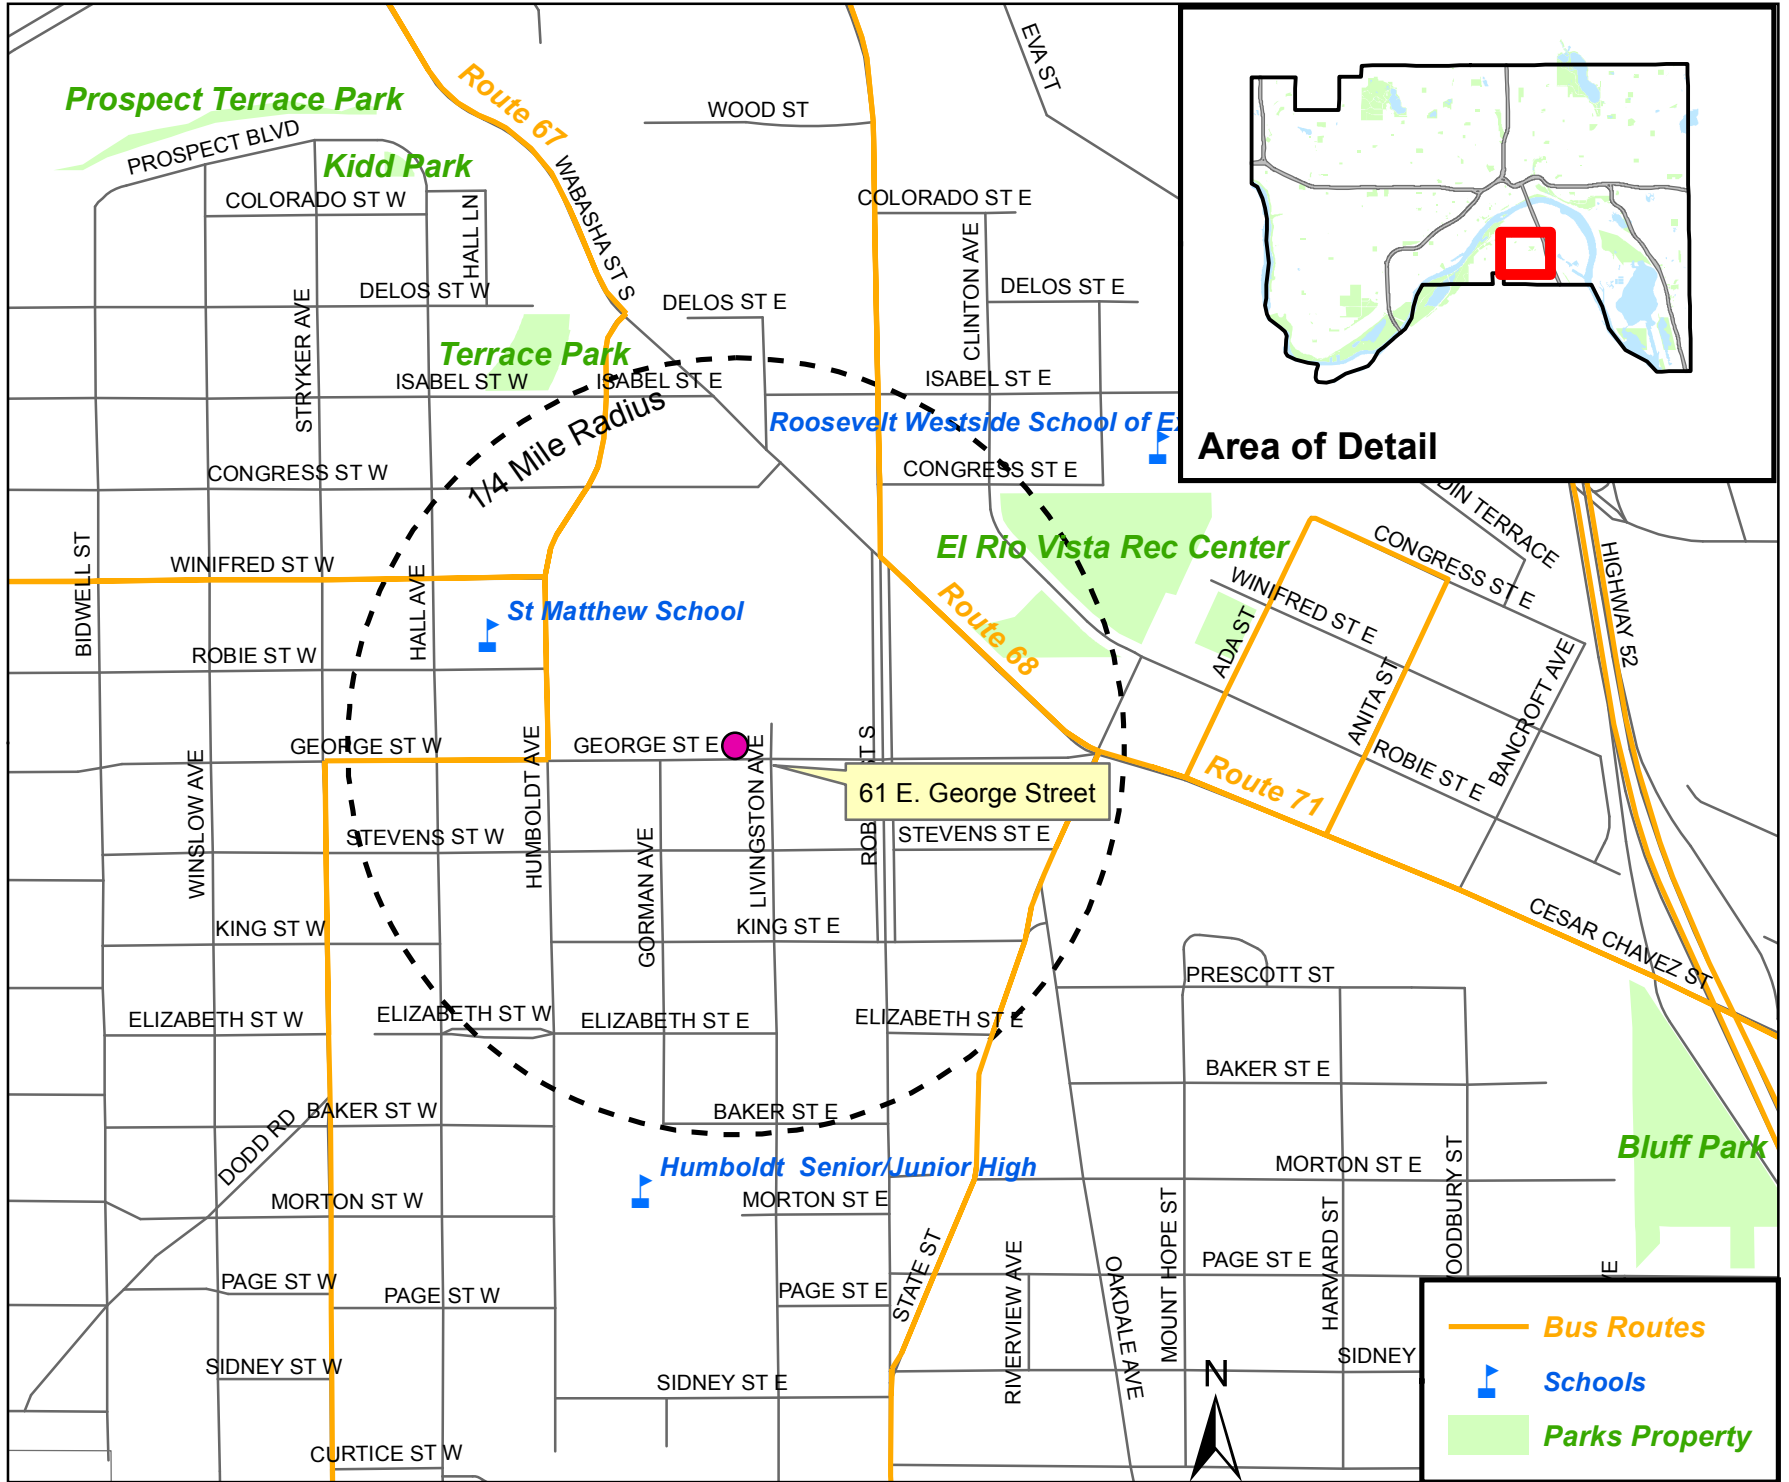 EVA ST
Prospect Terrace Park
Route 67
WOOD ST
PROSPECT BLVD
Kidd Park
WABASHA ST S
COLORADO ST W
COLORADO ST E
HALL LN
CLINTON AVE
DELOS ST W
DELOS ST E
DELOS ST E
STRYKER AVE
Terrace Park
ISABEL ST W
ISABEL ST E
ISABEL ST E
1/4 Mile Radius
Roosevelt Westside School of Ex
Area of Detail
CONGRESS ST W
CONGRESS ST E
DIN TERRACE
El Rio Vista Rec Center
CONGRESS ST E
HIGHWAY 52
BIDWELL ST
WINIFRED ST W
HALL AVE
WINIFRED ST E
St Matthew School
Route 68
ROBIE ST W
ADA ST
ANITA ST
BANCROFT AVE
GEORGE ST W
HUMBOLDT AVE
GEORGE ST E
LIVINGSTON AVE
ROB
T S
ROBIE ST E
Route 71
61 E. George Street
WINSLOW AVE
STEVENS ST W
GORMAN AVE
STEVENS ST E
KING ST W
KING ST E
CESAR CHAVEZ ST
PRESCOTT ST
ELIZABETH ST W
ELIZABETH ST W
ELIZABETH ST E
ELIZABETH ST E
BAKER ST E
DODD RD
BAKER ST W
BAKER ST E
Bluff Park
Humboldt  Senior/Junior High
MORTON ST E
MORTON ST W
MORTON ST E
WOODBURY ST
MOUNT HOPE ST
HARVARD ST
STATE ST
RIVERVIEW AVE
OAKDALE AVE
PAGE ST E
PAGE ST W
PAGE ST W
PAGE ST E
VE
SIDNEY ST W
SIDNEY ST E
SIDNEY
N
CURTICE ST W
Bus Routes
Schools
Parks Property